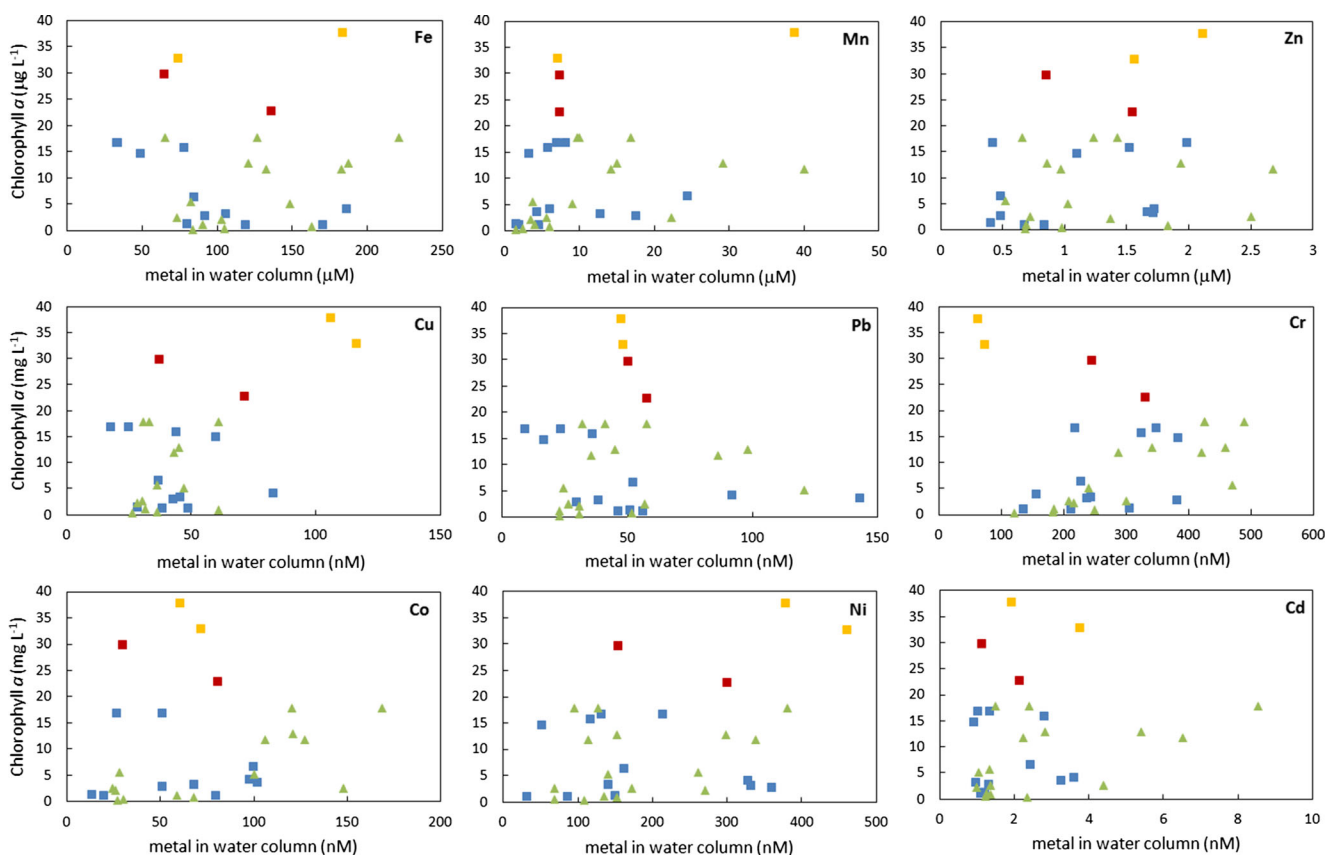 Fe
Chlorophyll a (µg L-1)
40
35
30
25
20
15
10
5
0
0 50 100 150 200 250
metal in water column (µM)
Mn
40
35
30
25
20
15
10
5
0
0 10 20 30 40 50
metal in water column (µM)
Zn
40
35
30
25
20
15
10
5
0
0 0.5 1 1.5 2 2.5 3
metal in water column (µM)
Cu
Chlorophyll a (mg L-1)
40
35
30
25
20
15
10
5
0
0 50 100 150
metal in water column (nM)
Pb
40
35
30
25
20
15
10
5
0
0 50 100 150
metal in water column (nM)
Cr
40
35
30
25
20
15
10
5
0
0 100 200 300 400 500 600
metal in water column (nM)
Co
Chlorophyll a (mg L-1)
40
35
30
25
20
15
10
5
0
0 50 100 150 200
metal in water column (nM)
Ni
40
35
30
25
20
15
10
5
0
0 100 200 300 400 500
metal in water column (nM)
Cd
40
35
30
25
20
15
10
5
0
0 2 4 6 8 10
metal in water column (nM)